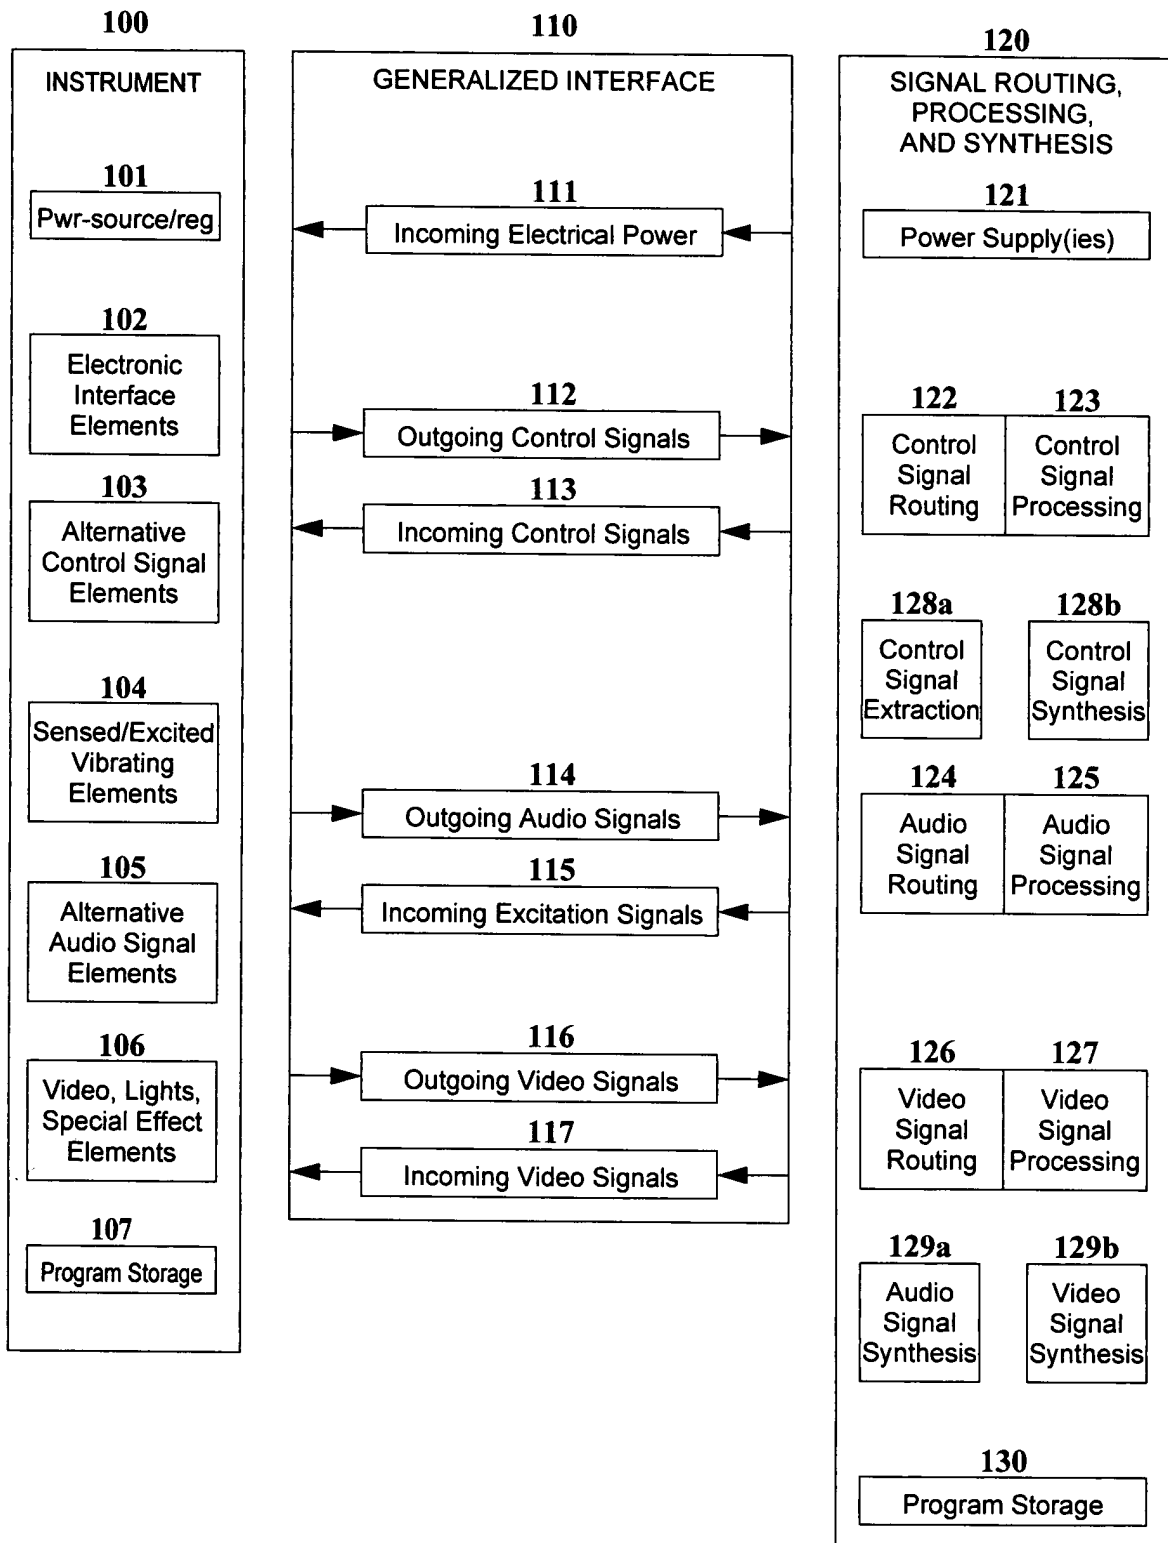 100
INSTRUMENT
101
Pwr-source/reg
102
Electronic
Interface
Elements
103
Alternative
Control Signal
Elements
104
Sensed/Excited
Vibrating
Elements
105
Alternative
Audio Signal
Elements
106
Video, Lights,
Special Effect
Elements
107
Program Storage
110
GENERALIZED INTERFACE
111
Incoming Electrical Power
112
Outgoing Control Signals
113
Incoming Control Signals
114
Outgoing Audio Signals
115
Incoming Excitation Signals
116
Outgoing Video Signals
117
Incoming Video Signals
120
SIGNAL ROUTING,
PROCESSING,
AND SYNTHESIS
121
Power Supply(ies)
122
Control
Signal
Routing
123
Control
Signal
Processing
128a
Control
Signal
Extraction
128b
Control
Signal
Synthesis
124
Audio
Signal
Routing
125
Audio
Signal
Processing
126
Video
Signal
Routing
127
Video
Signal
Processing
129a
Audio
Signal
Synthesis
129b
Video
Signal
Synthesis
130
Program Storage